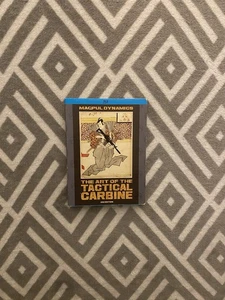 MAGPUL DYNAMICS
THE ART OF THE
TACTICAL
CARBINE